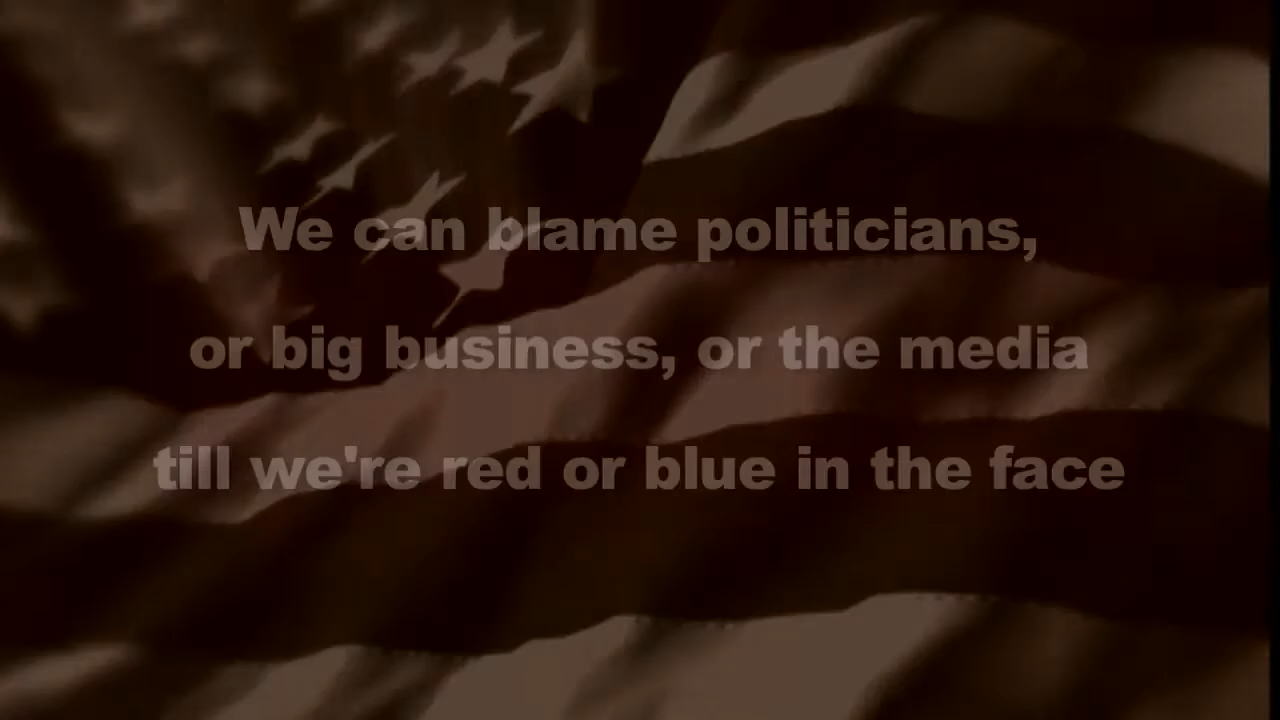 We can blame politicians,
or big business, or the media
till we're red or blue in the face